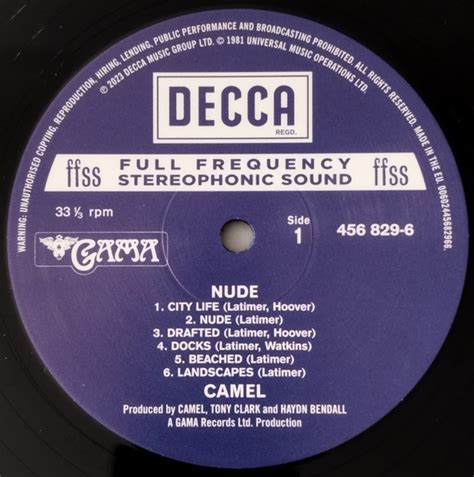 WARNING: UNAUTHORISED COPYING, REPRODUCTION, HIRING, LENDING, PUBLIC PERFORMANCE AND BROADCASTING PROHIBITED. ALL RIGHTS RESERVED. MADE IN THE EU. 00602445682966.
℗ 2023 DECCA MUSIC GROUP LTD. © 1981 UNIVERSAL MUSIC OPERATIONS LTD.
DECCA
REGD.
ffss FULL FREQUENCY STEREOPHONIC SOUND ffss
33 ⅓ rpm
Side 1
456 829-6
GAMA
NUDE
1. CITY LIFE (Latimer, Hoover)
2. NUDE (Latimer)
3. DRAFTED (Latimer, Hoover)
4. DOCKS (Latimer, Watkins)
5. BEACHED (Latimer)
6. LANDSCAPES (Latimer)
CAMEL
Produced by CAMEL, TONY CLARK and HAYDN BENDALL
A GAMA Records Ltd. Production